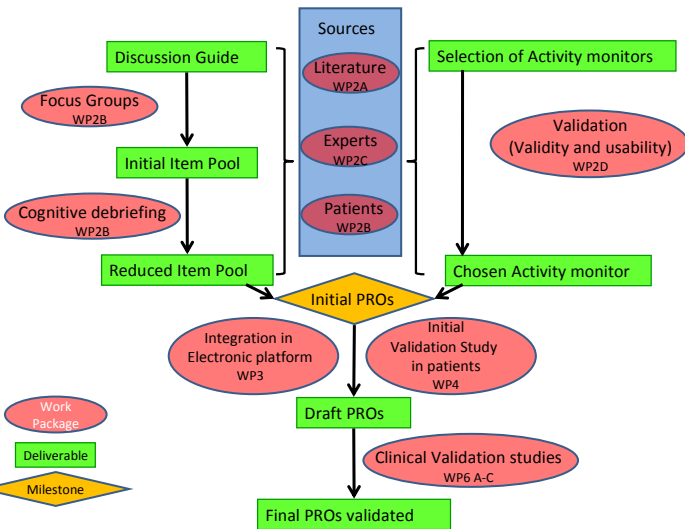 Sources
Discussion Guide
Literature
WP2A
Selection of Activity monitors
Focus Groups
WP2B
Experts
WP2C
Validation
(Validity and usability)
WP2D
Initial Item Pool
Cognitive debriefing
WP2B
Patients
WP2B
Reduced Item Pool
Chosen Activity monitor
Initial PROs
Integration in
Electronic platform
WP3
Initial
Validation Study
in patients
WP4
Draft PROs
Work
Package
Deliverable
Milestone
Clinical Validation studies
WP6 A-C
Final PROs validated